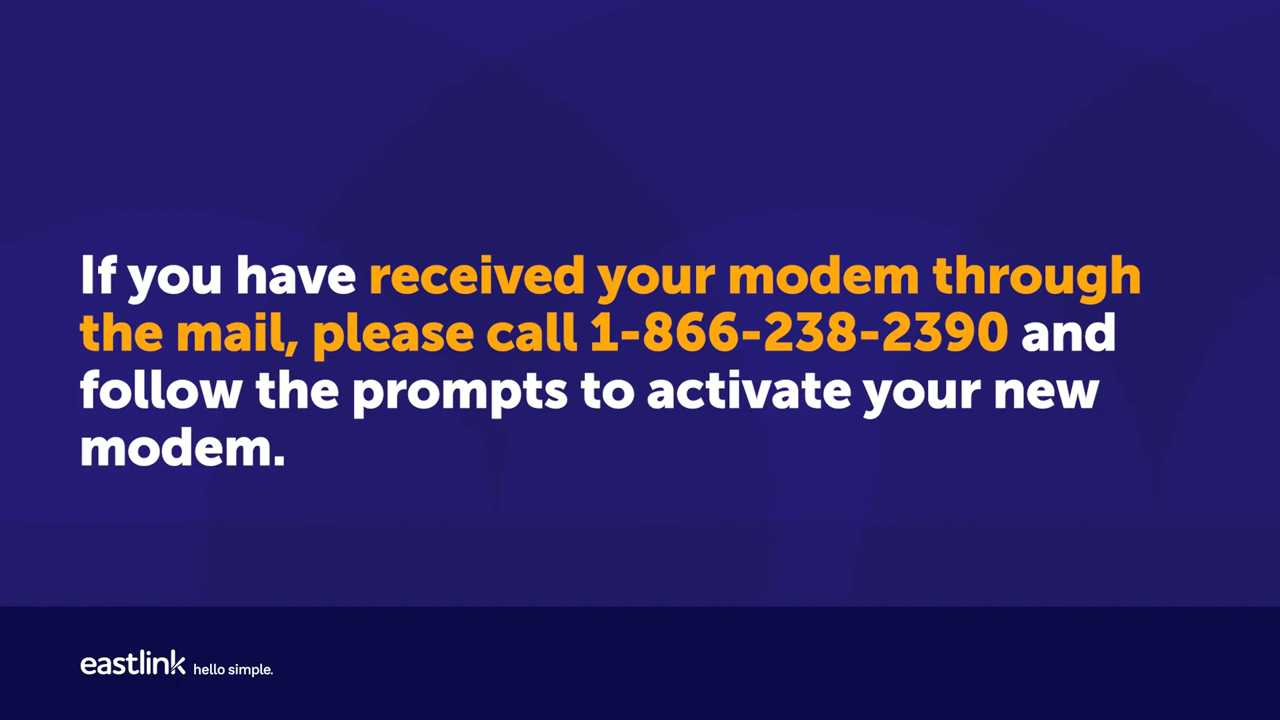 If you have received your modem through
the mail, please call 1-866-238-2390 and
follow the prompts to activate your new
modem.
eastlink hello simple.